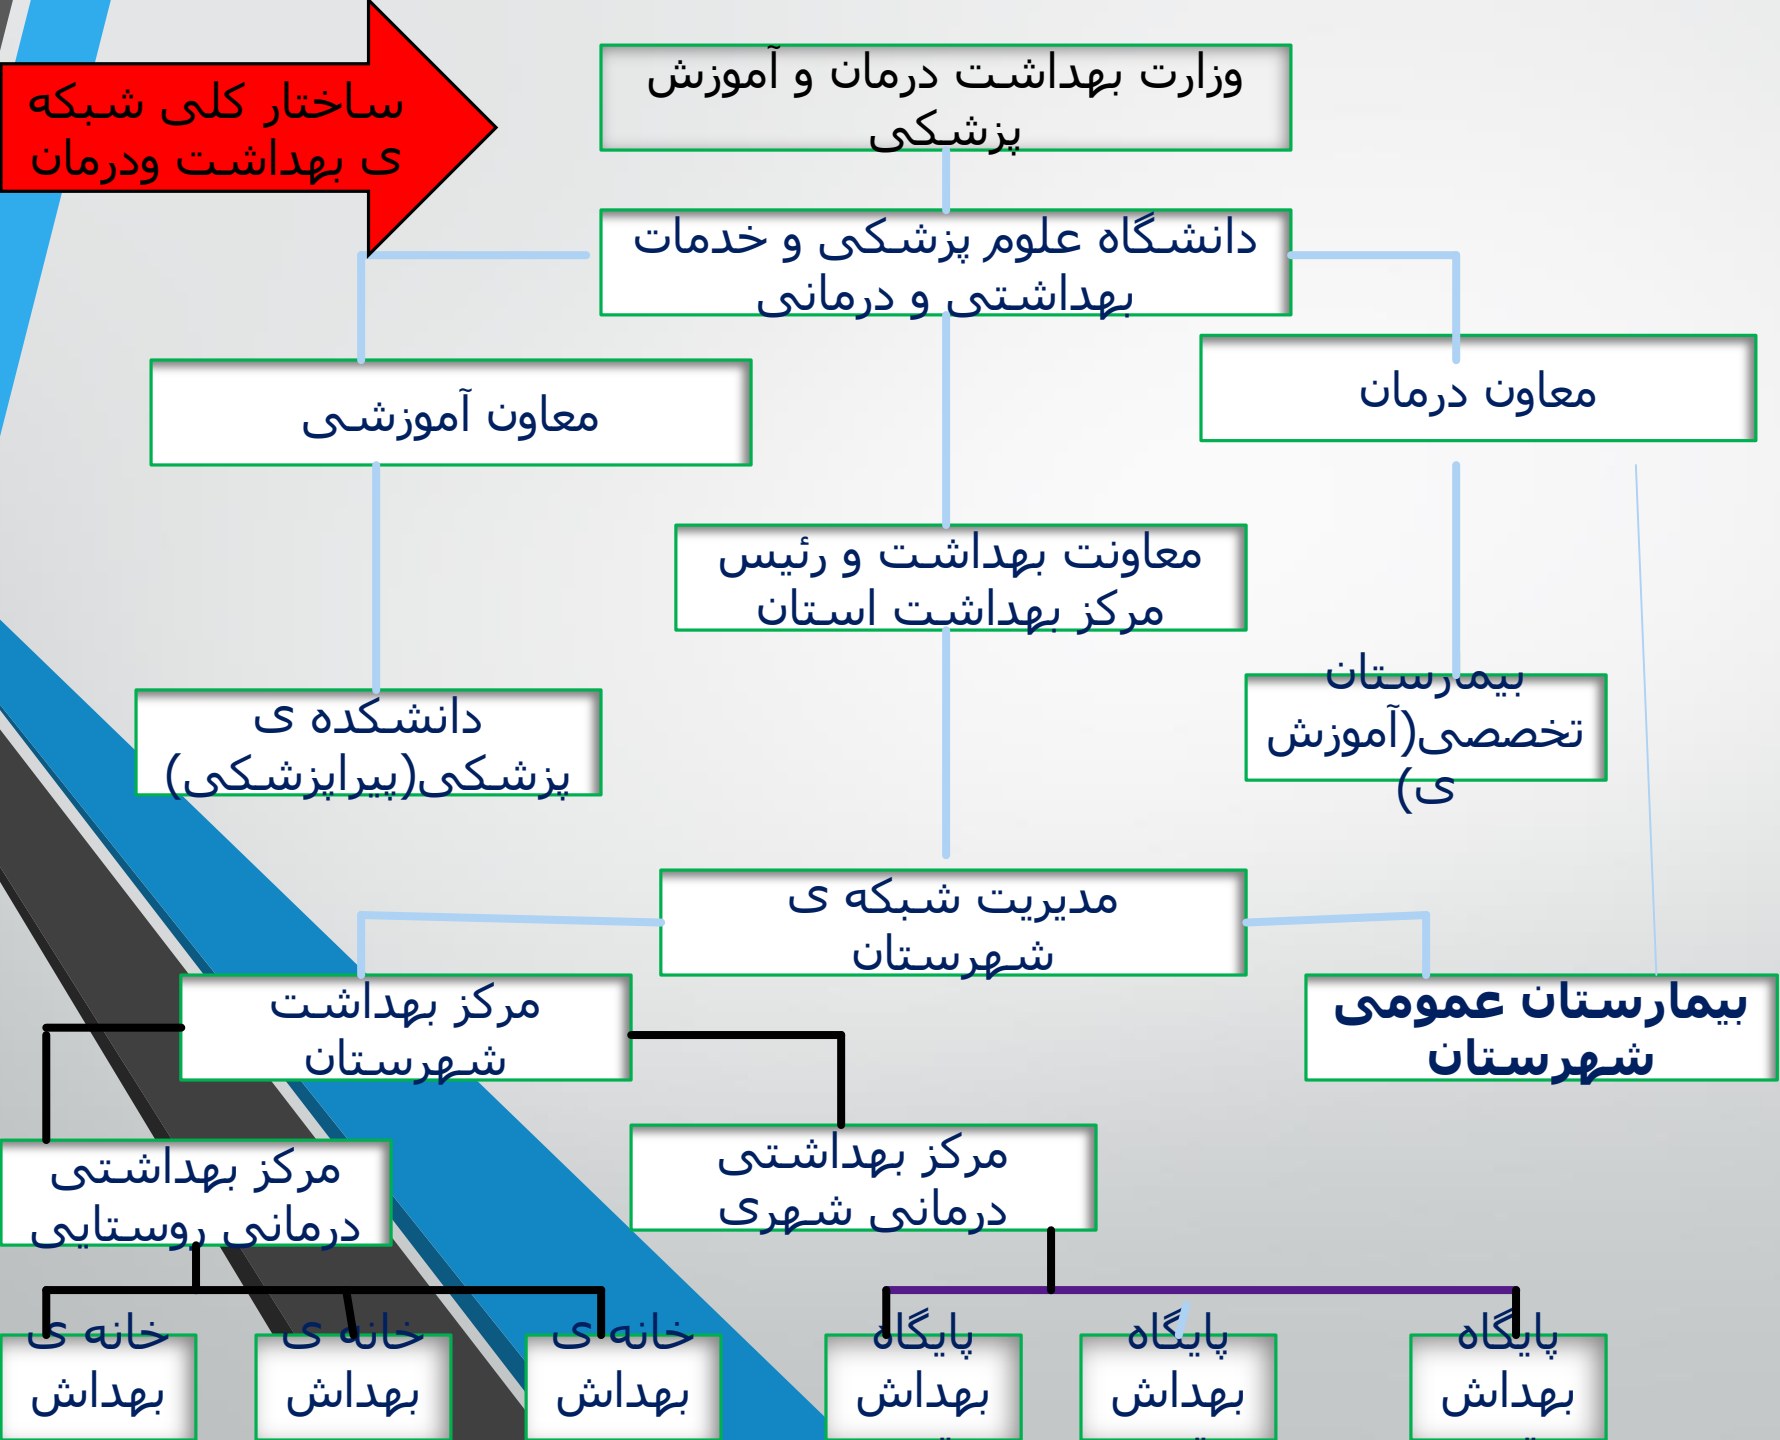 ساختار کلی شبکه
ی بهداشت ودرمان
وزارت بهداشت درمان و آموزش
پزشکی
دانشگاه علوم پزشکی و خدمات
بهداشتی و درمانی
معاون درمان
معاون آموزشی
معاونت بهداشت و رئیس
مرکز بهداشت استان
بیمارستان
تخصصی(آموزش
ی)
دانشکده ی
پزشکی(پیراپزشکی)
مدیریت شبکه ی
شهرستان
بیمارستان عمومی
شهرستان
مرکز بهداشت
شهرستان
مرکز بهداشتی
درمانی شهری
مرکز بهداشتی
درمانی روستایی
پایگاه
بهداش
پایگاه
بهداش
پایگاه
بهداش
خانه ی
بهداش
خانه ی
بهداش
خانه ی
بهداش